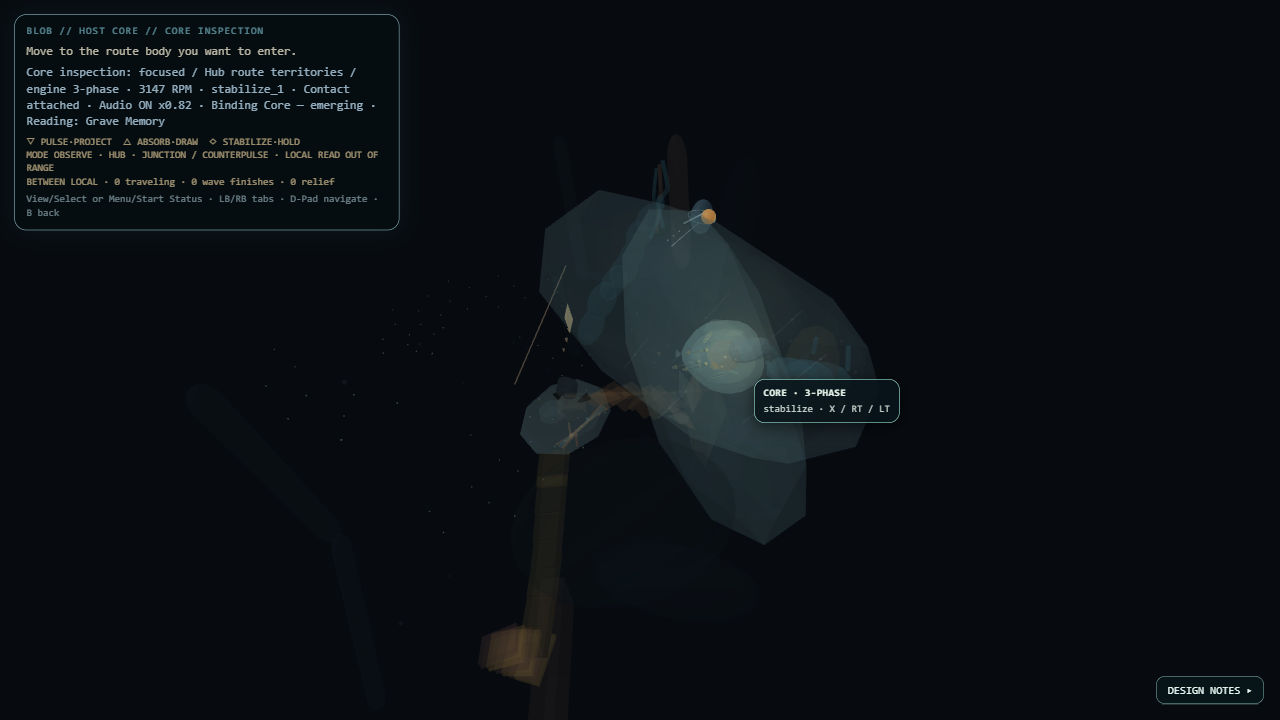 BLOB // HOST CORE // CORE INSPECTION
Move to the route body you want to enter.
Core inspection: focused / Hub route territories /
engine 3-phase · 3147 RPM · stabilize_1 · Contact
attached · Audio ON x0.82 · Binding Core — emerging ·
Reading: Grave Memory
▽ PULSE·PROJECT △ ABSORB·DRAW ◇ STABILIZE·HOLD
MODE OBSERVE · HUB · JUNCTION / COUNTERPULSE · LOCAL READ OUT OF
RANGE
BETWEEN LOCAL · 0 traveling · 0 wave finishes · 0 relief
View/Select or Menu/Start Status · LB/RB tabs · D-Pad navigate ·
B back
CORE · 3-PHASE
stabilize · X / RT / LT
DESIGN NOTES ▸